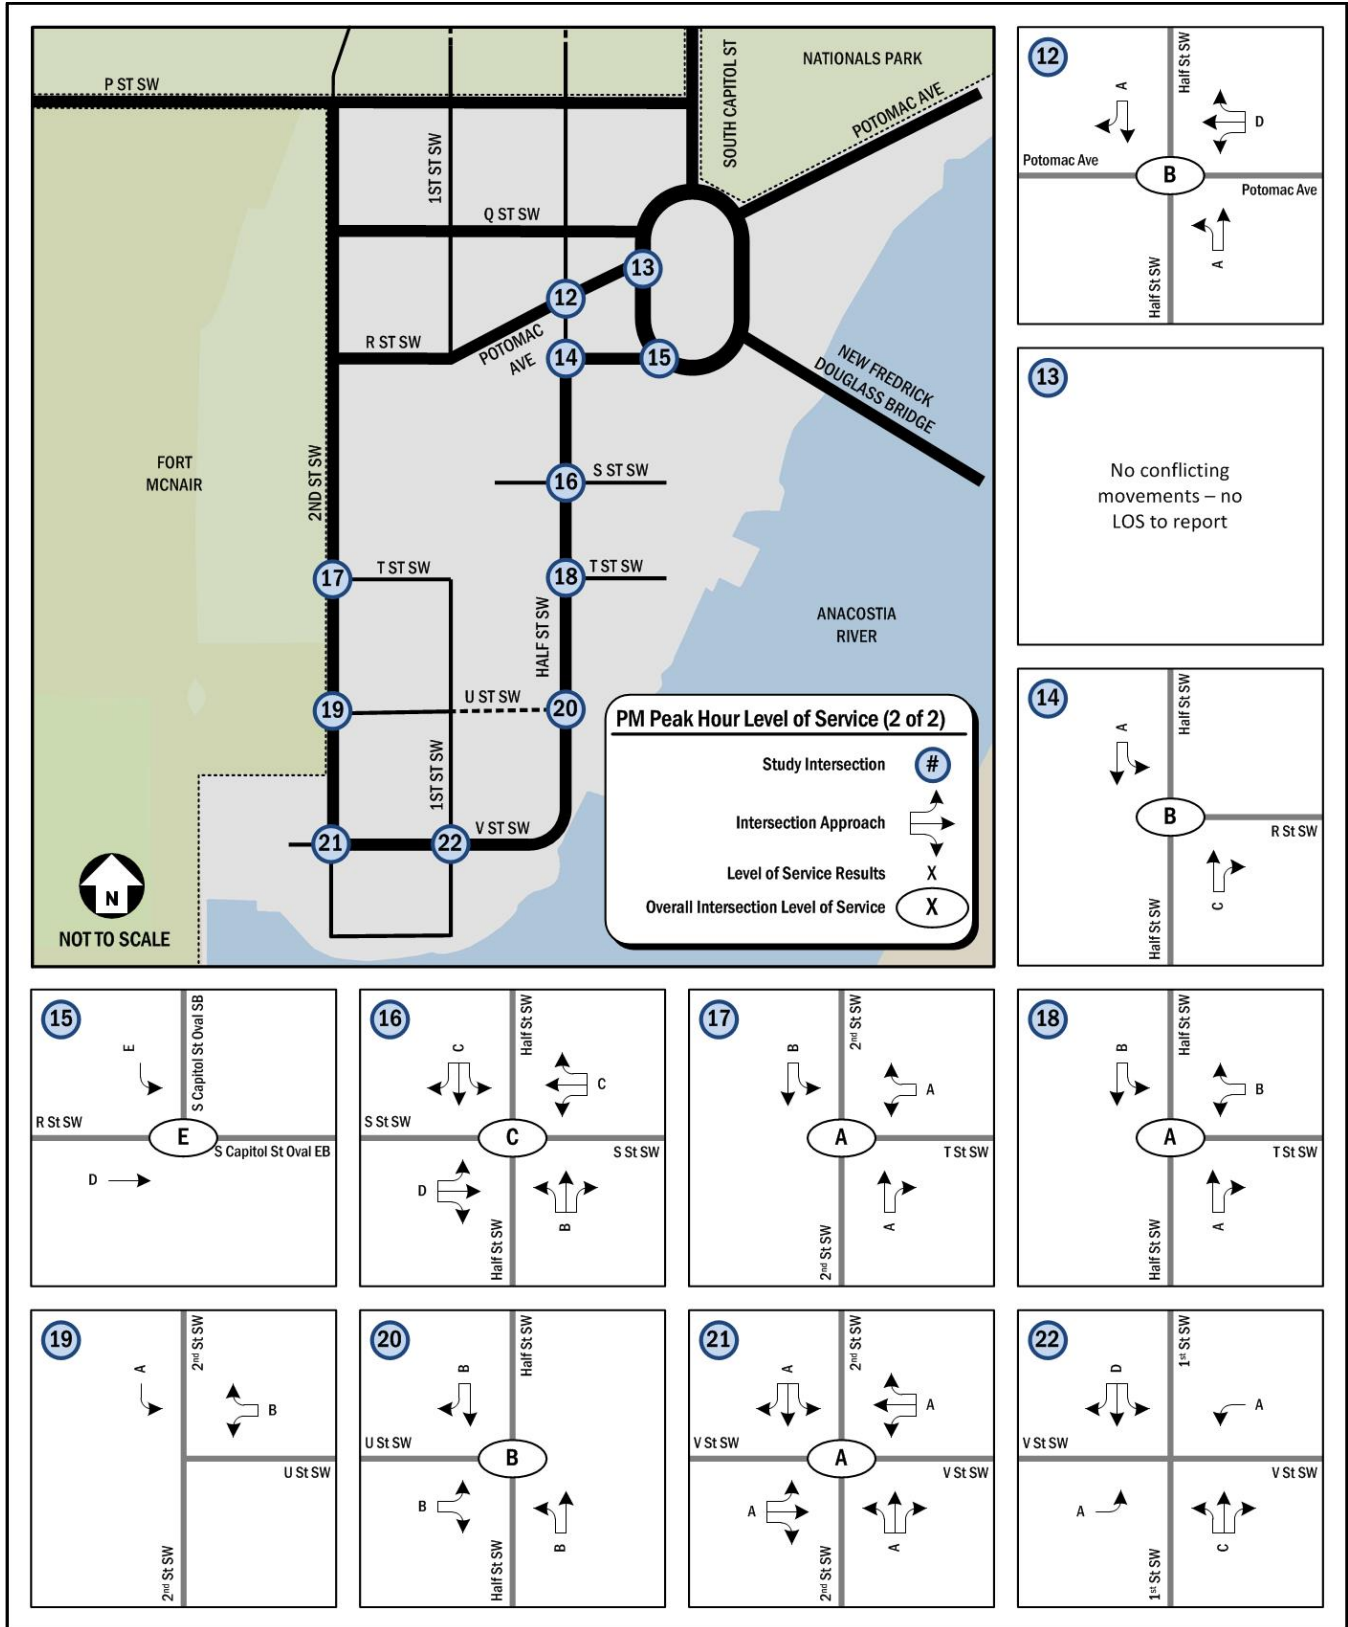 P ST SW
1ST ST SW
SOUTH CAPITOL ST
NATIONALS PARK
POTOMAC AVE
Q ST SW
13
12
R ST SW
POTOMAC
AVE
14
15
NEW FREDRICK
DOUGLASS BRIDGE
FORT
MCNAIR
2ND ST SW
16
S ST SW
17
T ST SW
18
T ST SW
HALF ST SW
ANACOSTIA
RIVER
19
U ST SW
20
1ST ST SW
21
22
V ST SW
N
NOT TO SCALE
PM Peak Hour Level of Service (2 of 2)
Study Intersection #
Intersection Approach
Level of Service Results X
Overall Intersection Level of Service X
12
Half St SW
A
D
Potomac Ave
B
Potomac Ave
A
Half St SW
13
No conflicting
movements – no
LOS to report
14
Half St SW
A
B
R St SW
C
Half St SW
15
S Capitol St Oval SB
E
R St SW
E
S Capitol St Oval EB
D
16
Half St SW
C
C
S St SW
C
S St SW
D
B
Half St SW
17
2nd St SW
B
A
A
T St SW
A
2nd St SW
18
Half St SW
B
B
A
T St SW
A
Half St SW
19
2nd St SW
A
B
U St SW
2nd St SW
20
Half St SW
B
U St SW
B
B
B
Half St SW
21
2nd St SW
A
A
V St SW
A
V St SW
A
A
2nd St SW
22
1st St SW
D
A
V St SW
V St SW
A
C
1st St SW